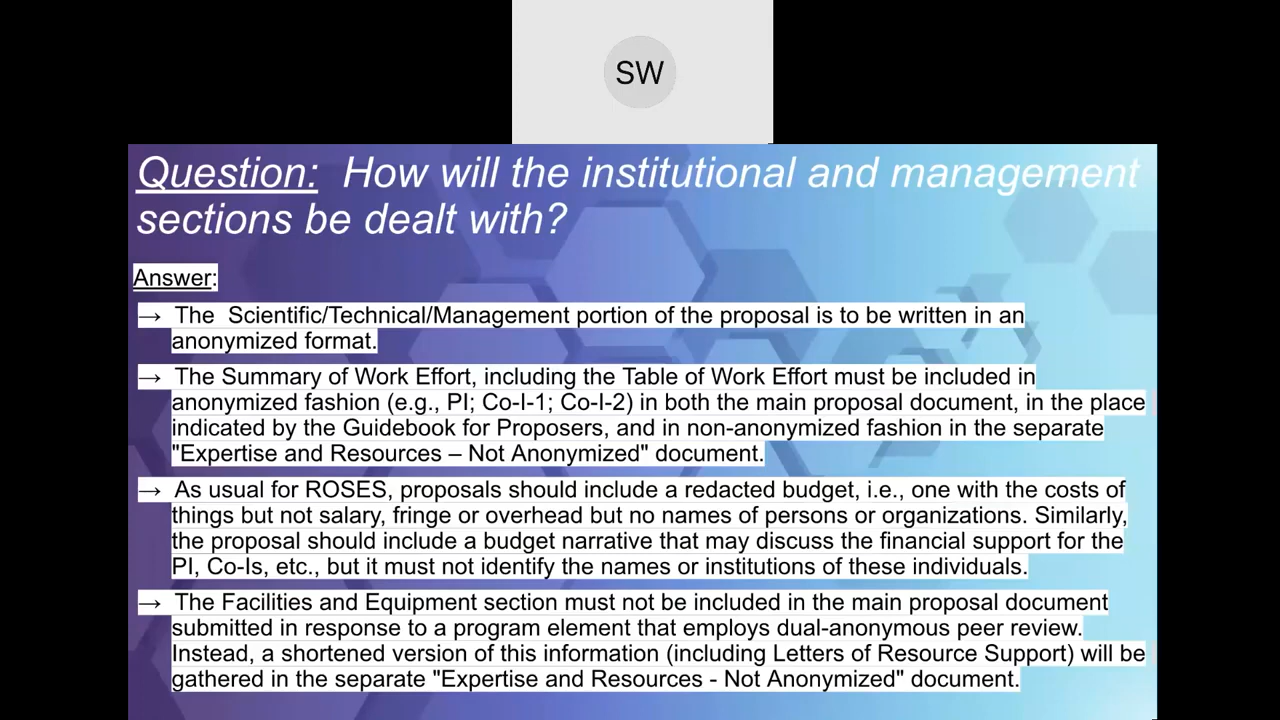 SW
Question:  How will the institutional and management
sections be dealt with?
Answer:
→ The  Scientific/Technical/Management portion of the proposal is to be written in an
anonymized format.
→ The Summary of Work Effort, including the Table of Work Effort must be included in
anonymized fashion (e.g., PI; Co-I-1; Co-I-2) in both the main proposal document, in the place
indicated by the Guidebook for Proposers, and in non-anonymized fashion in the separate
"Expertise and Resources – Not Anonymized" document.
→ As usual for ROSES, proposals should include a redacted budget, i.e., one with the costs of
things but not salary, fringe or overhead but no names of persons or organizations. Similarly,
the proposal should include a budget narrative that may discuss the financial support for the
PI, Co-Is, etc., but it must not identify the names or institutions of these individuals.
→ The Facilities and Equipment section must not be included in the main proposal document
submitted in response to a program element that employs dual-anonymous peer review.
Instead, a shortened version of this information (including Letters of Resource Support) will be
gathered in the separate "Expertise and Resources - Not Anonymized" document.